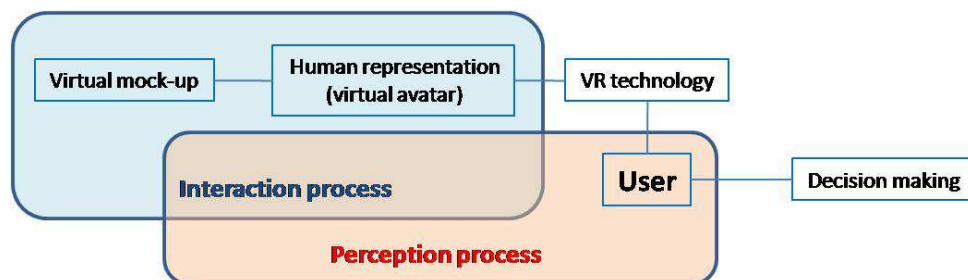 Virtual mock-up
Human representation
(virtual avatar)
VR technology
Interaction process
User
Decision making
Perception process